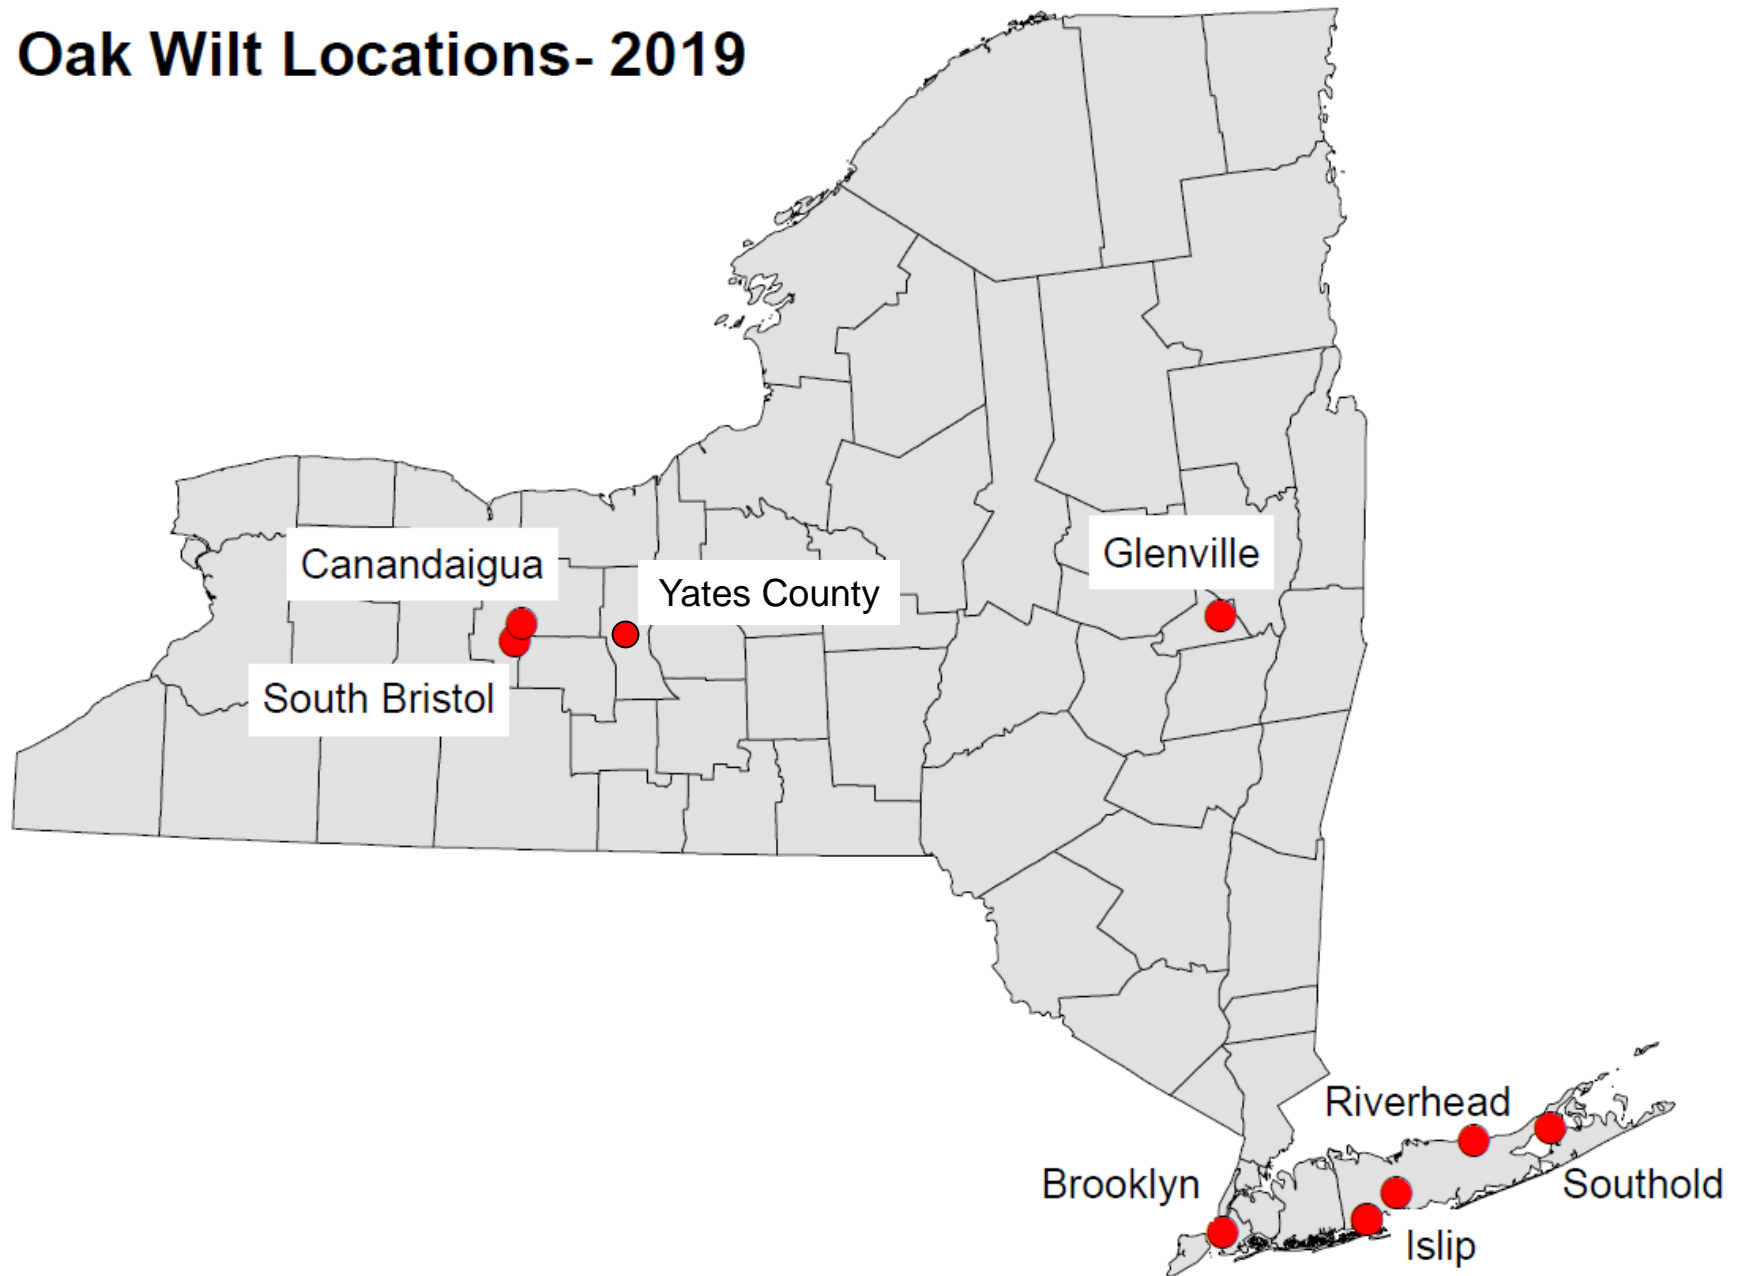 Oak Wilt Locations- 2019
Canandaigua
Glenville
Yates County
South Bristol
Riverhead
Brooklyn
Southold
Islip